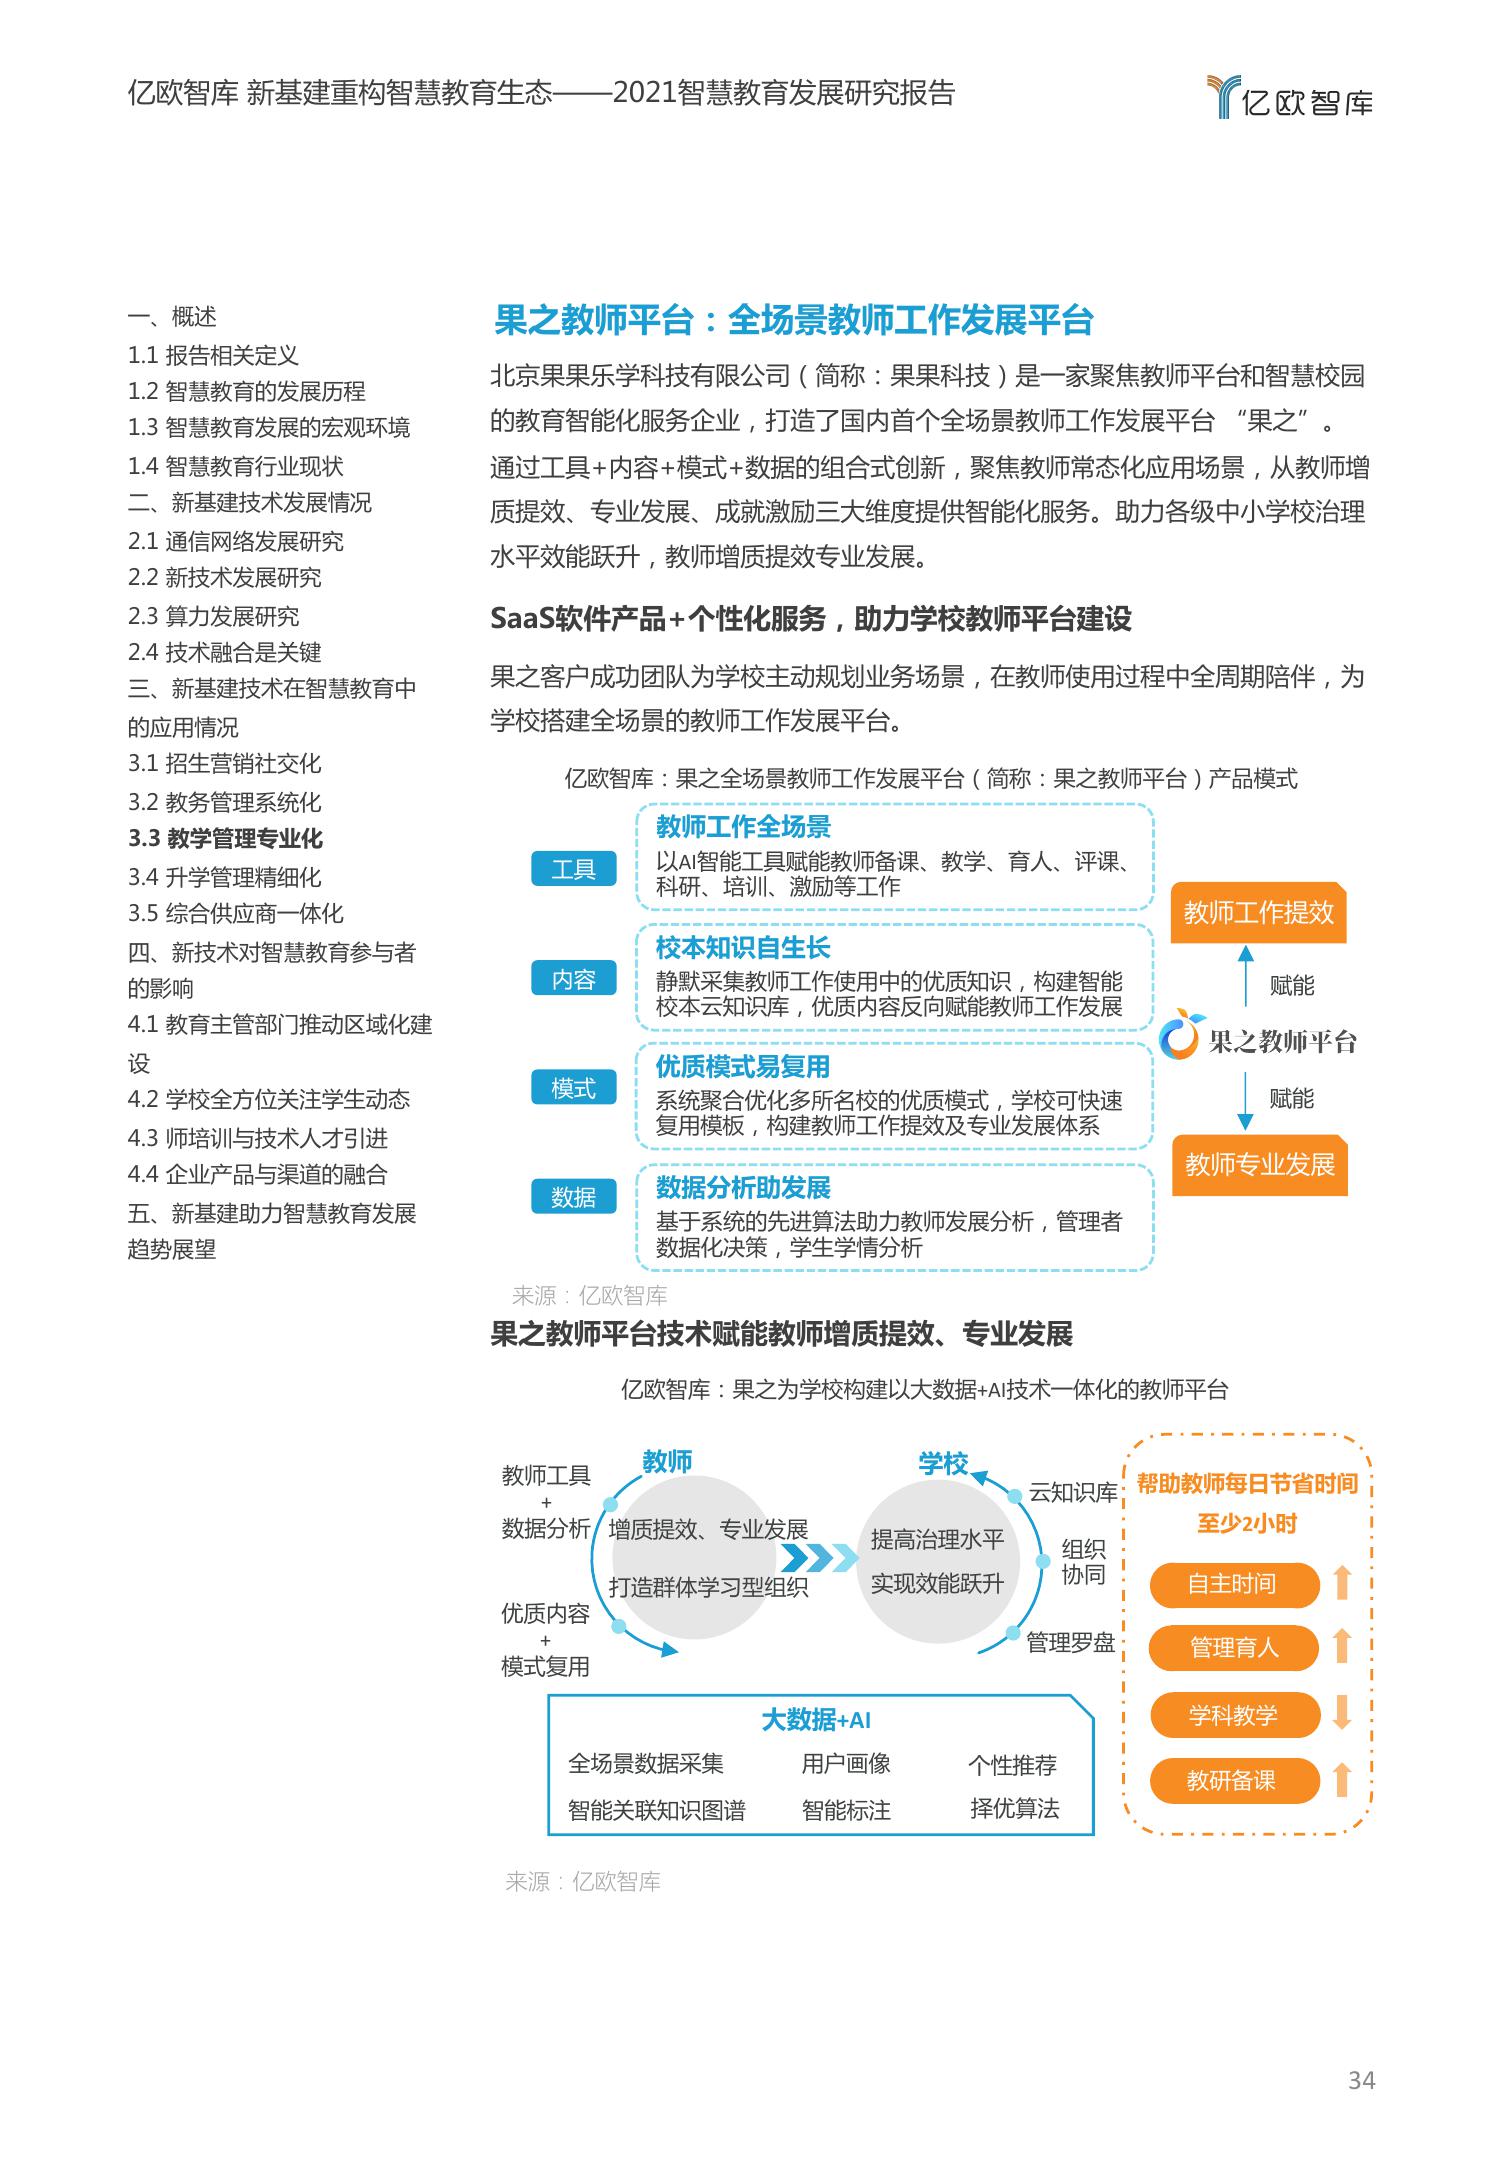 亿欧智库 新基建重构智慧教育生态——2021智慧教育发展研究报告
亿欧智库
一、概述
1.1 报告相关定义
1.2 智慧教育的发展历程
1.3 智慧教育发展的宏观环境
1.4 智慧教育行业现状
二、新基建技术发展情况
2.1 通信网络发展研究
2.2 新技术发展研究
2.3 算力发展研究
2.4 技术融合是关键
三、新基建技术在智慧教育中
的应用情况
3.1 招生营销社交化
3.2 教务管理系统化
3.3 教学管理专业化
3.4 升学管理精细化
3.5 综合供应商一体化
四、新技术对智慧教育参与者
的影响
4.1 教育主管部门推动区域化建
设
4.2 学校全方位关注学生动态
4.3 师培训与技术人才引进
4.4 企业产品与渠道的融合
五、新基建助力智慧教育发展
趋势展望
果之教师平台：全场景教师工作发展平台
北京果果乐学科技有限公司（简称：果果科技）是一家聚焦教师平台和智慧校园
的教育智能化服务企业，打造了国内首个全场景教师工作发展平台 “果之”。
通过工具+内容+模式+数据的组合式创新，聚焦教师常态化应用场景，从教师增
质提效、专业发展、成就激励三大维度提供智能化服务。助力各级中小学校治理
水平效能跃升，教师增质提效专业发展。
SaaS软件产品+个性化服务，助力学校教师平台建设
果之客户成功团队为学校主动规划业务场景，在教师使用过程中全周期陪伴，为
学校搭建全场景的教师工作发展平台。
亿欧智库：果之全场景教师工作发展平台（简称：果之教师平台）产品模式
工具
教师工作全场景
以AI智能工具赋能教师备课、教学、育人、评课、
科研、培训、激励等工作
内容
校本知识自生长
静默采集教师工作使用中的优质知识，构建智能
校本云知识库，优质内容反向赋能教师工作发展
模式
优质模式易复用
系统聚合优化多所名校的优质模式，学校可快速
复用模板，构建教师工作提效及专业发展体系
数据
数据分析助发展
基于系统的先进算法助力教师发展分析，管理者
数据化决策，学生学情分析
教师工作提效
赋能
果之教师平台
赋能
教师专业发展
来源：亿欧智库
果之教师平台技术赋能教师增质提效、专业发展
亿欧智库：果之为学校构建以大数据+AI技术一体化的教师平台
教师
教师工具
+
数据分析
优质内容
+
模式复用
增质提效、专业发展
打造群体学习型组织
学校
提高治理水平
实现效能跃升
云知识库
组织
协同
管理罗盘
大数据+AI
全场景数据采集 用户画像 个性推荐
智能关联知识图谱 智能标注 择优算法
帮助教师每日节省时间
至少2小时
自主时间
管理育人
学科教学
教研备课
来源：亿欧智库
34